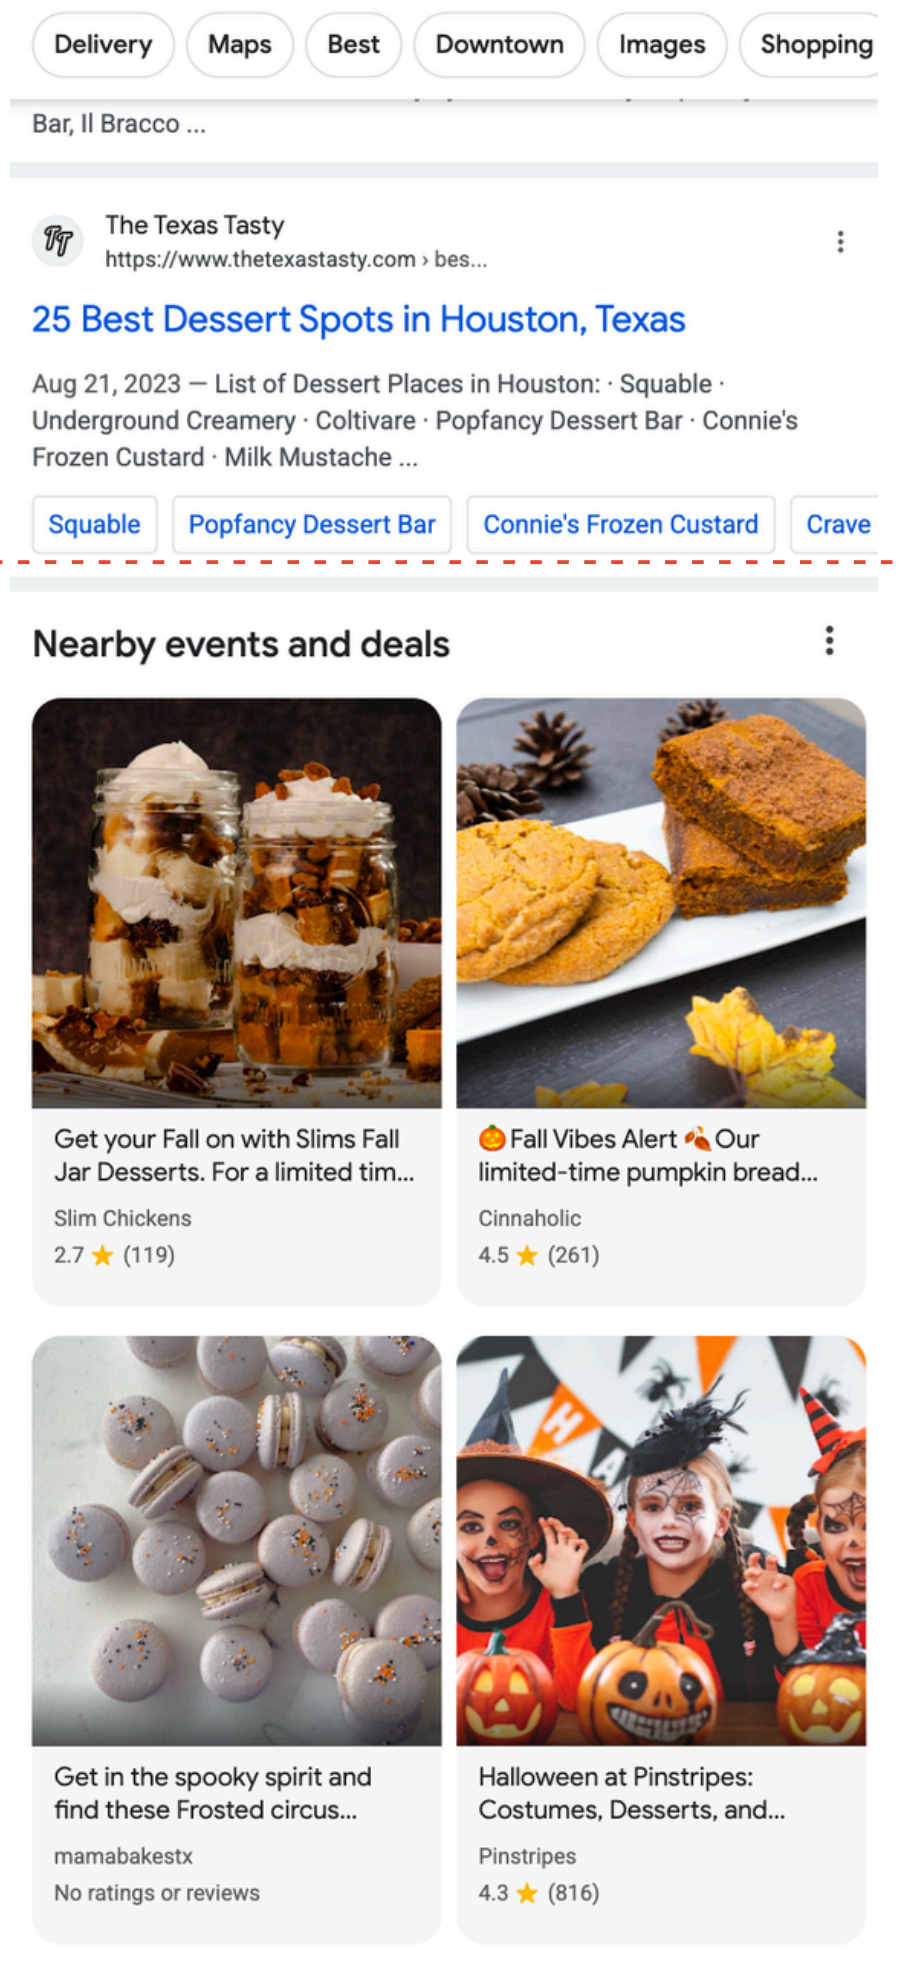 Delivery
Maps
Best
Downtown
Images
Shopping
Bar, Il Bracco ...
TT
The Texas Tasty
https://www.thetexastasty.com › bes...
25 Best Dessert Spots in Houston, Texas
Aug 21, 2023 — List of Dessert Places in Houston: · Squable ·
Underground Creamery · Coltivare · Popfancy Dessert Bar · Connie's
Frozen Custard · Milk Mustache ...
Squable
Popfancy Dessert Bar
Connie's Frozen Custard
Crave
Nearby events and deals
Get your Fall on with Slims Fall
Jar Desserts. For a limited tim...
Slim Chickens
2.7 ★ (119)
🎃Fall Vibes Alert 🍂Our
limited-time pumpkin bread...
Cinnaholic
4.5 ★ (261)
H
A
Get in the spooky spirit and
find these Frosted circus...
mamabakestx
No ratings or reviews
Halloween at Pinstripes:
Costumes, Desserts, and...
Pinstripes
4.3 ★ (816)